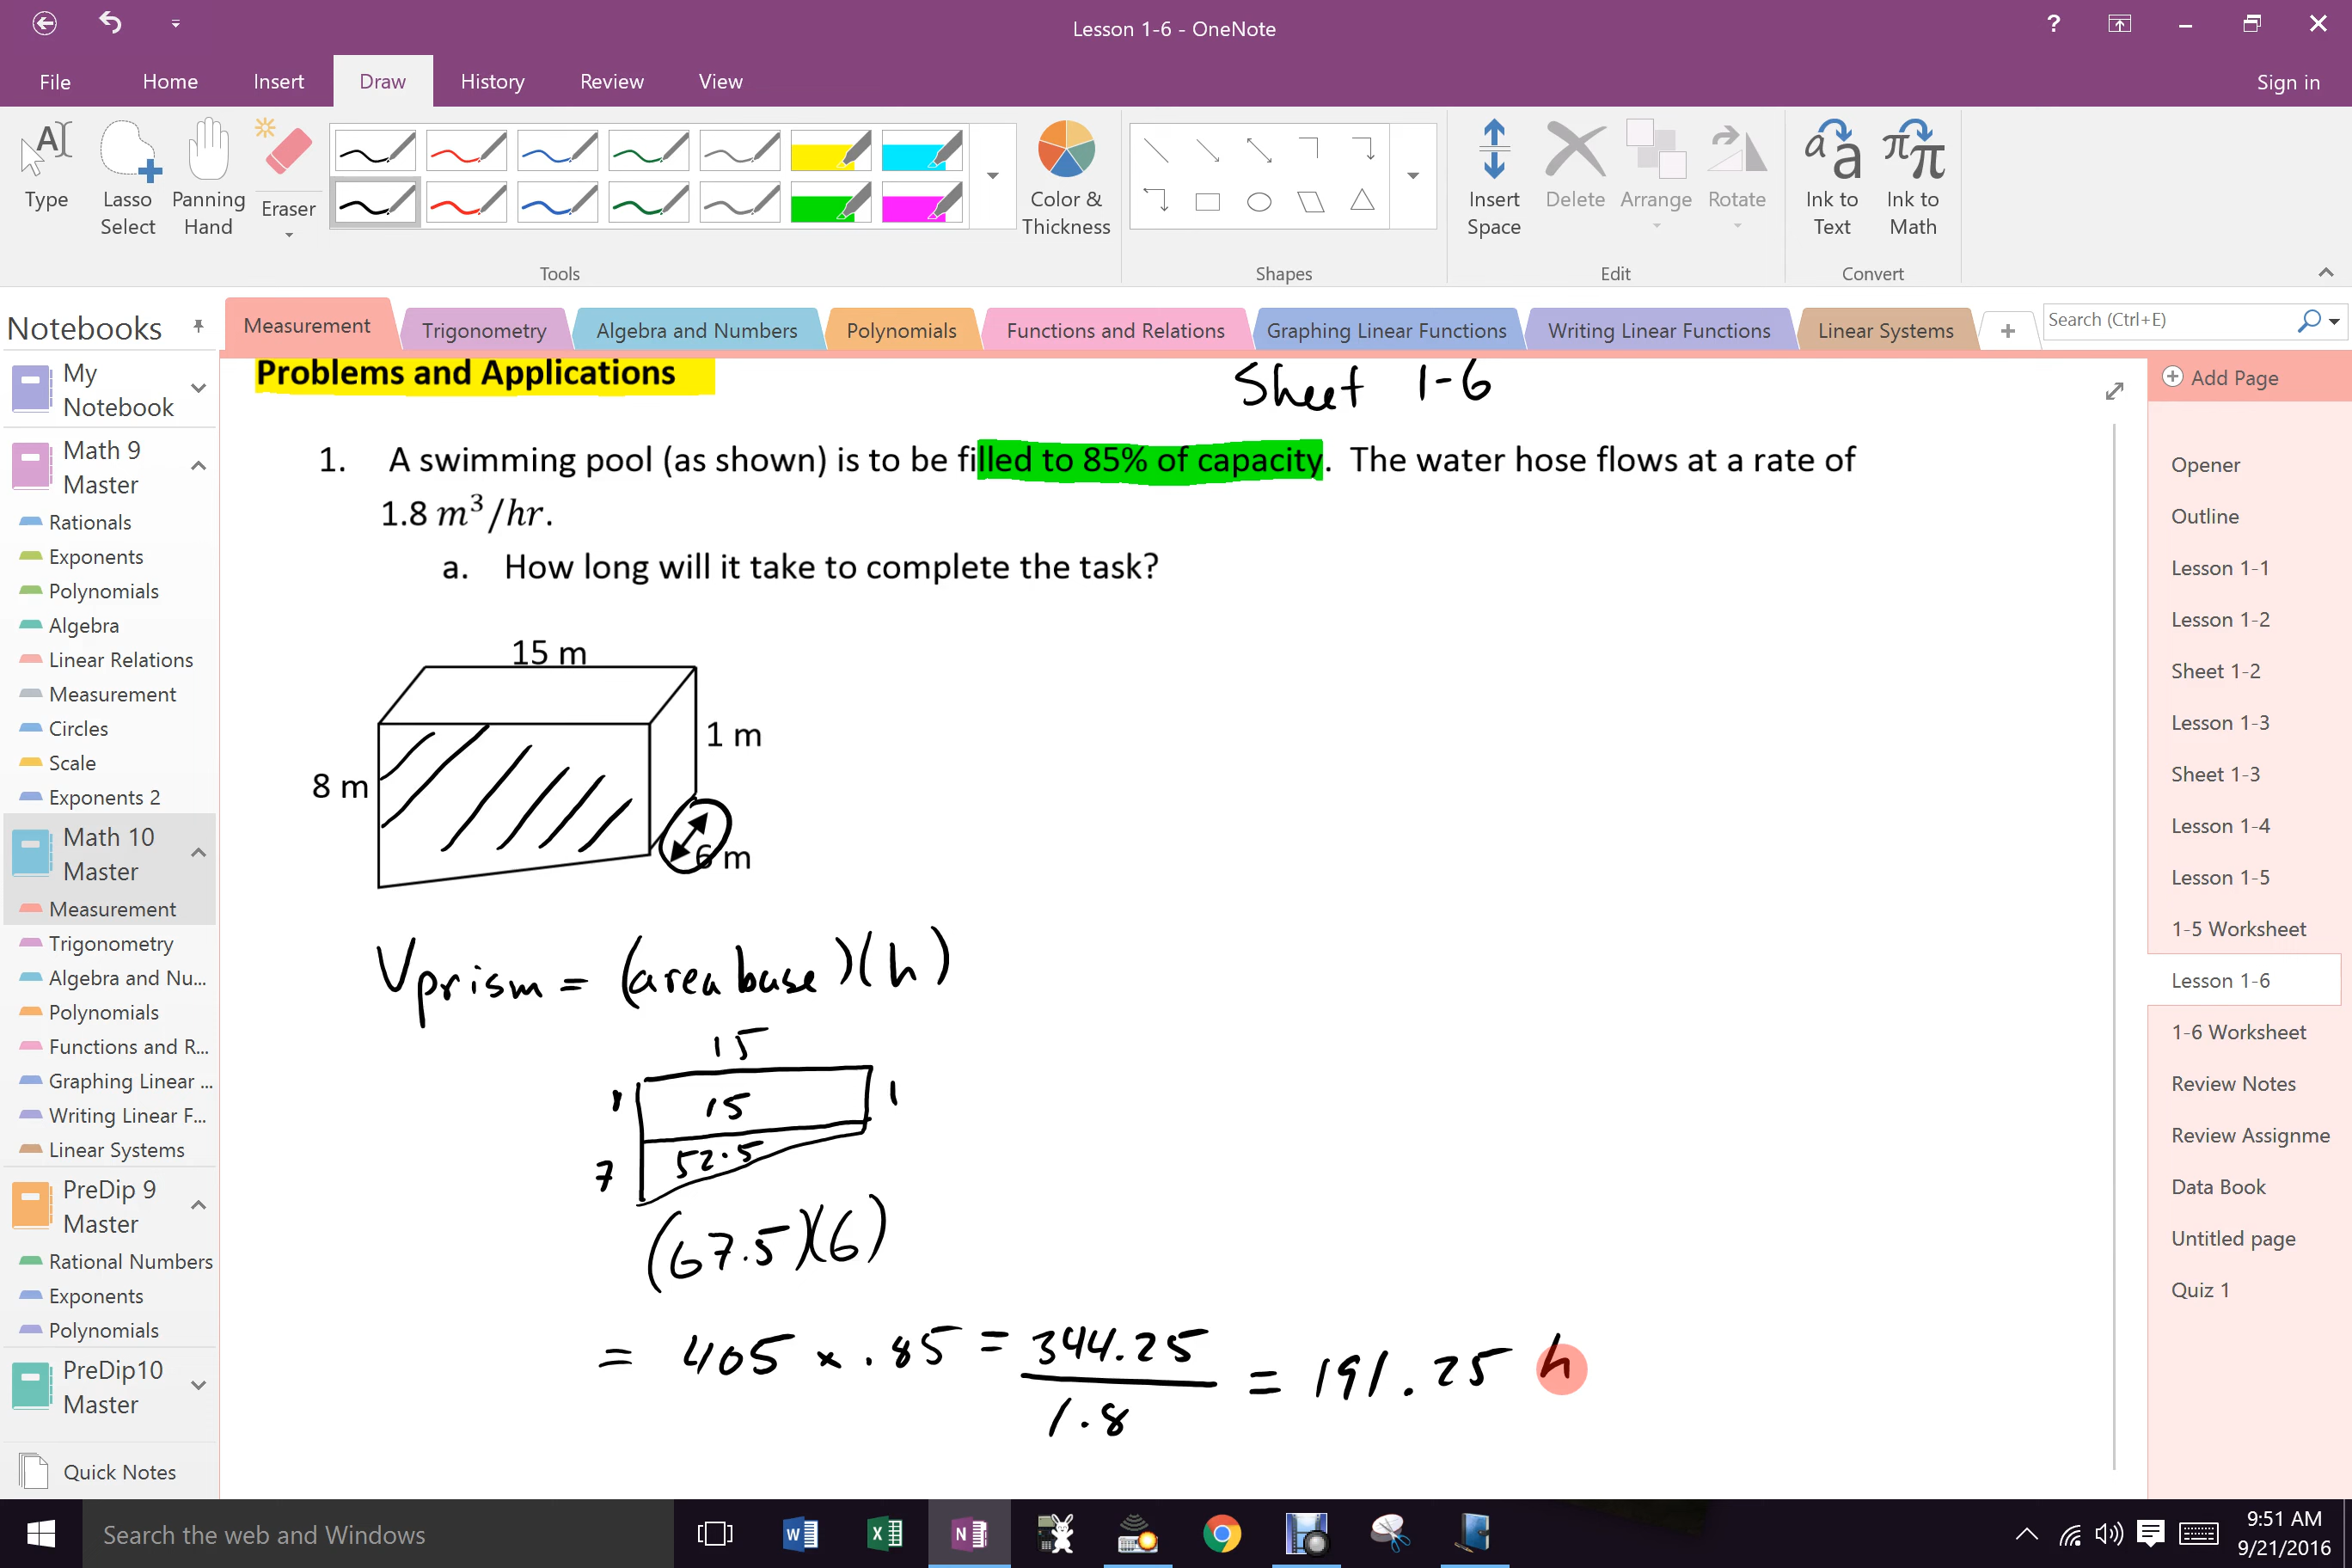 Lesson 1-6 - OneNote
?
File Home Insert Draw History Review View Sign in
Type
Lasso Select
Panning Hand
Eraser
Color & Thickness
Insert Space
Delete
Arrange
Rotate
Ink to Text
Ink to Math
Tools Shapes Edit Convert
Notebooks
Measurement Trigonometry Algebra and Numbers Polynomials Functions and Relations Graphing Linear Functions Writing Linear Functions Linear Systems +
Search (Ctrl+E)
My Notebook
Math 9 Master
Rationals
Exponents
Polynomials
Algebra
Linear Relations
Measurement
Circles
Scale
Exponents 2
Math 10 Master
Measurement
Trigonometry
Algebra and Nu...
Polynomials
Functions and R...
Graphing Linear ...
Writing Linear F...
Linear Systems
PreDip 9 Master
Rational Numbers
Exponents
Polynomials
PreDip10 Master
Quick Notes
Problems and Applications
Sheet 1-6
1. A swimming pool (as shown) is to be filled to 85% of capacity. The water hose flows at a rate of
1.8 m³/hr.
a. How long will it take to complete the task?
15 m
1 m
8 m
6 m
Vprism = (area base)(h)
15
1 15 1
7 52.5
(67.5)(6)
= 405 × .85 = 344.25 / 1.8 = 191.25 h
Add Page
Opener
Outline
Lesson 1-1
Lesson 1-2
Sheet 1-2
Lesson 1-3
Sheet 1-3
Lesson 1-4
Lesson 1-5
1-5 Worksheet
Lesson 1-6
1-6 Worksheet
Review Notes
Review Assignme
Data Book
Untitled page
Quiz 1
Search the web and Windows
9:51 AM
9/21/2016